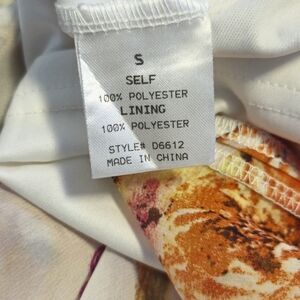 S
SELF
100% POLYESTER
LINING
100% POLYESTER
STYLE# D6612
MADE IN CHINA